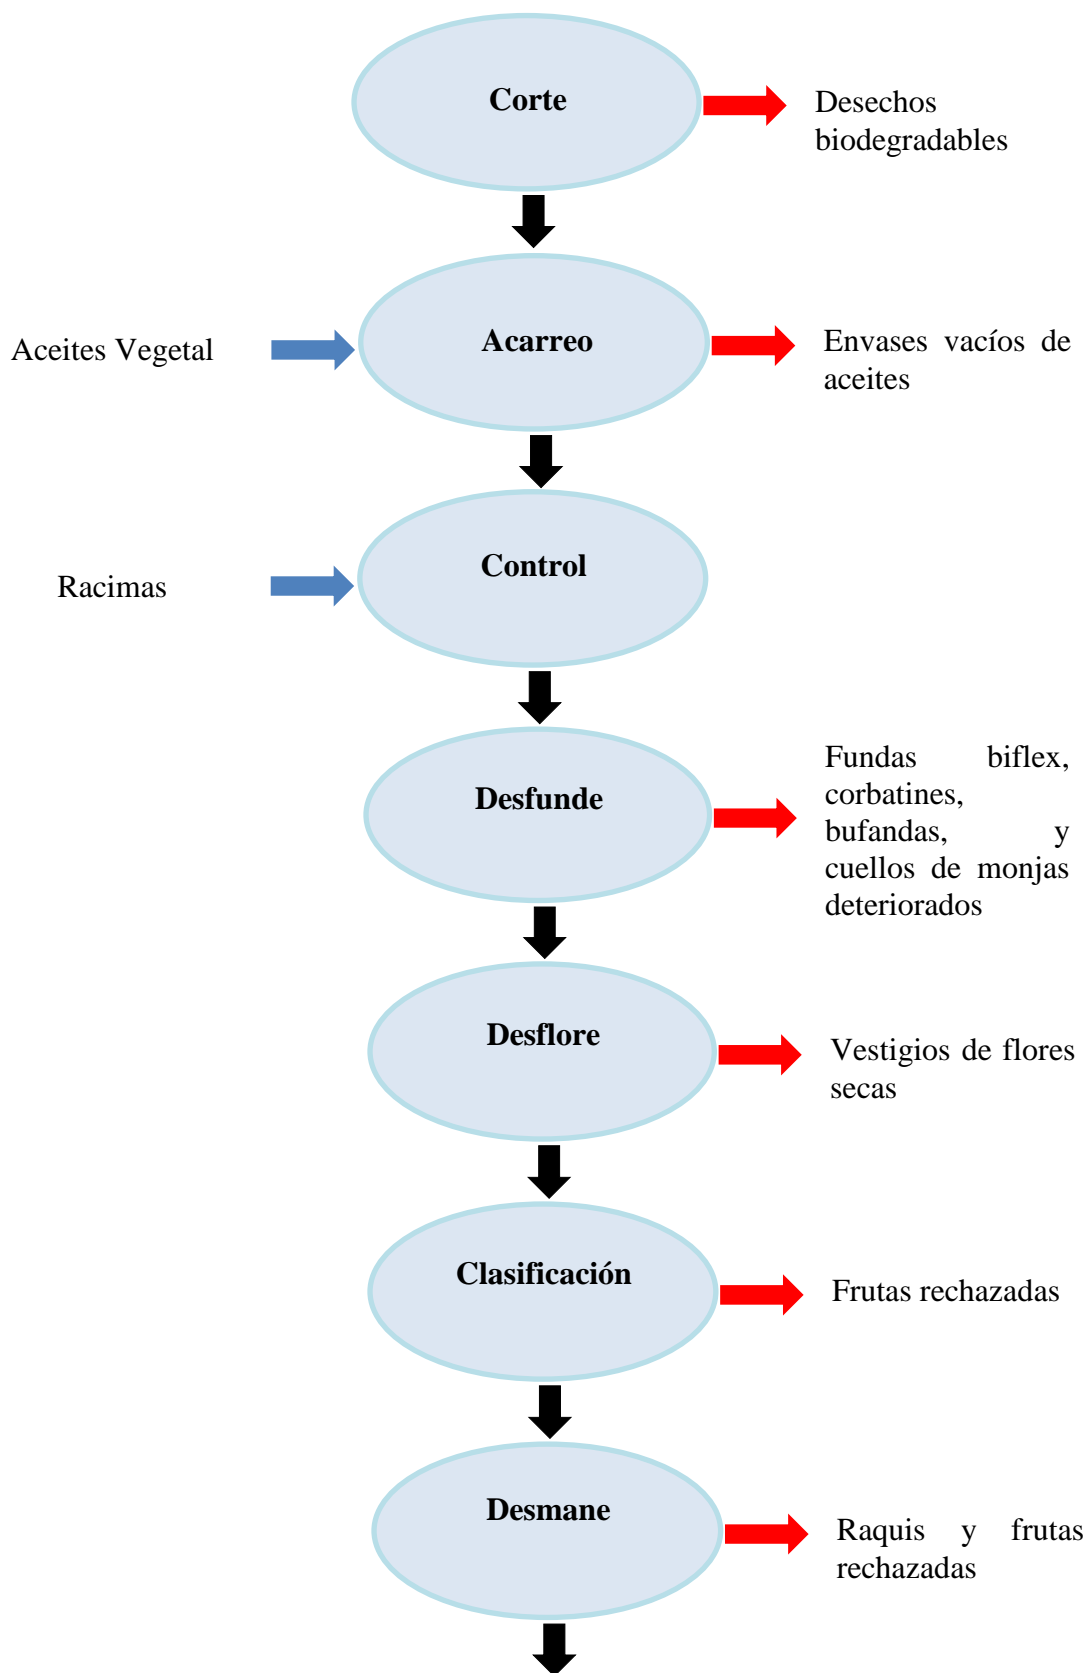 Corte
Desechos
biodegradables
Aceites Vegetal
Acarreo
Envases vacíos de
aceites
Control
Racimas
Desfunde
Fundas biflex,
corbatines,
bufandas, y
cuellos de monjas
deteriorados
Desflore
Vestigios de flores
secas
Clasificación
Frutas rechazadas
Desmane
Raquis y frutas
rechazadas